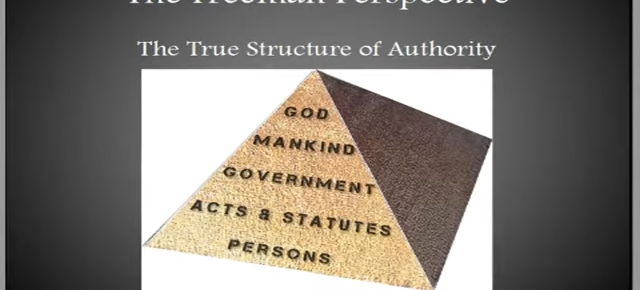 The Freeman Perspective
The True Structure of Authority
GOD
MANKIND
GOVERNMENT
ACTS & STATUTES
PERSONS